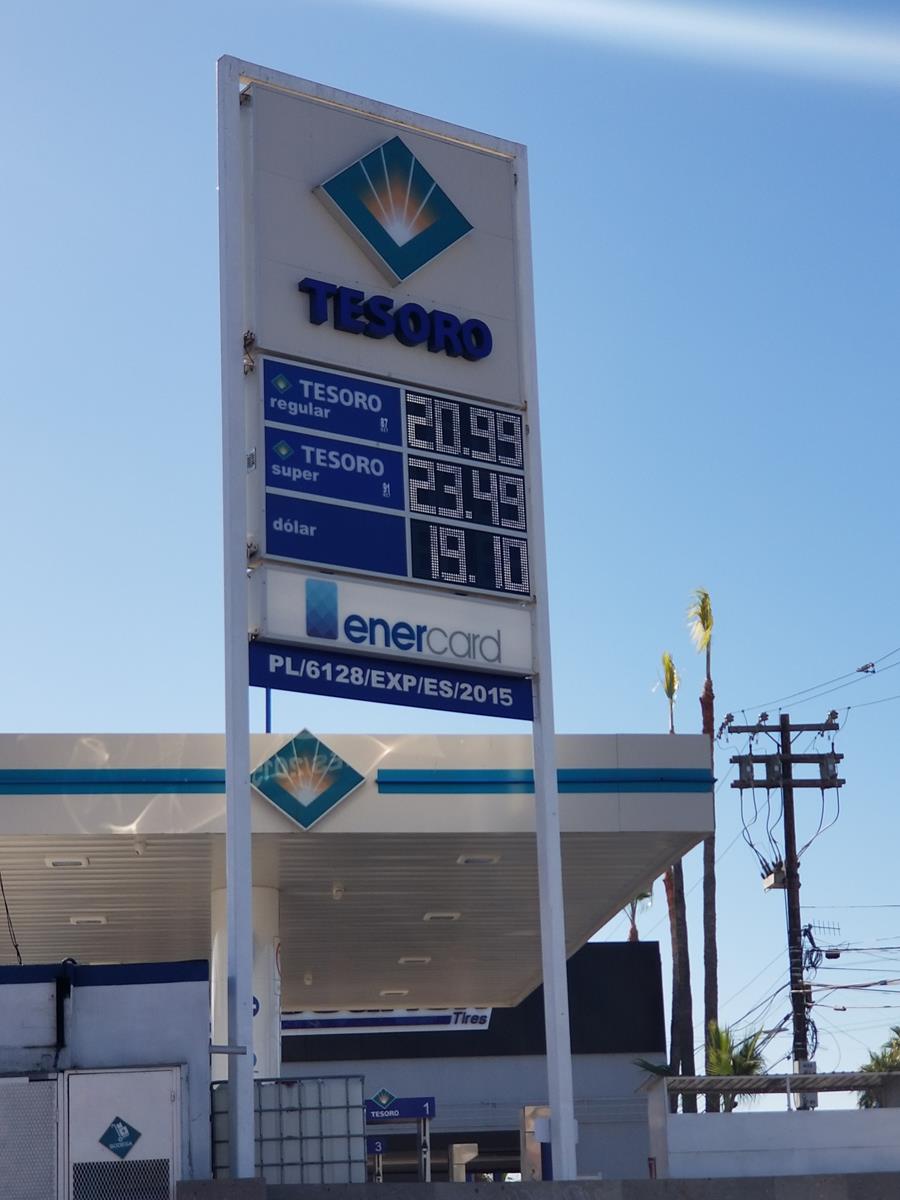 TESORO
TESORO
regular
87
20.99
TESORO
super
91
23.49
dólar
19.10
enercard
PL/6128/EXP/ES/2015
Tires
1
3
BODEGA